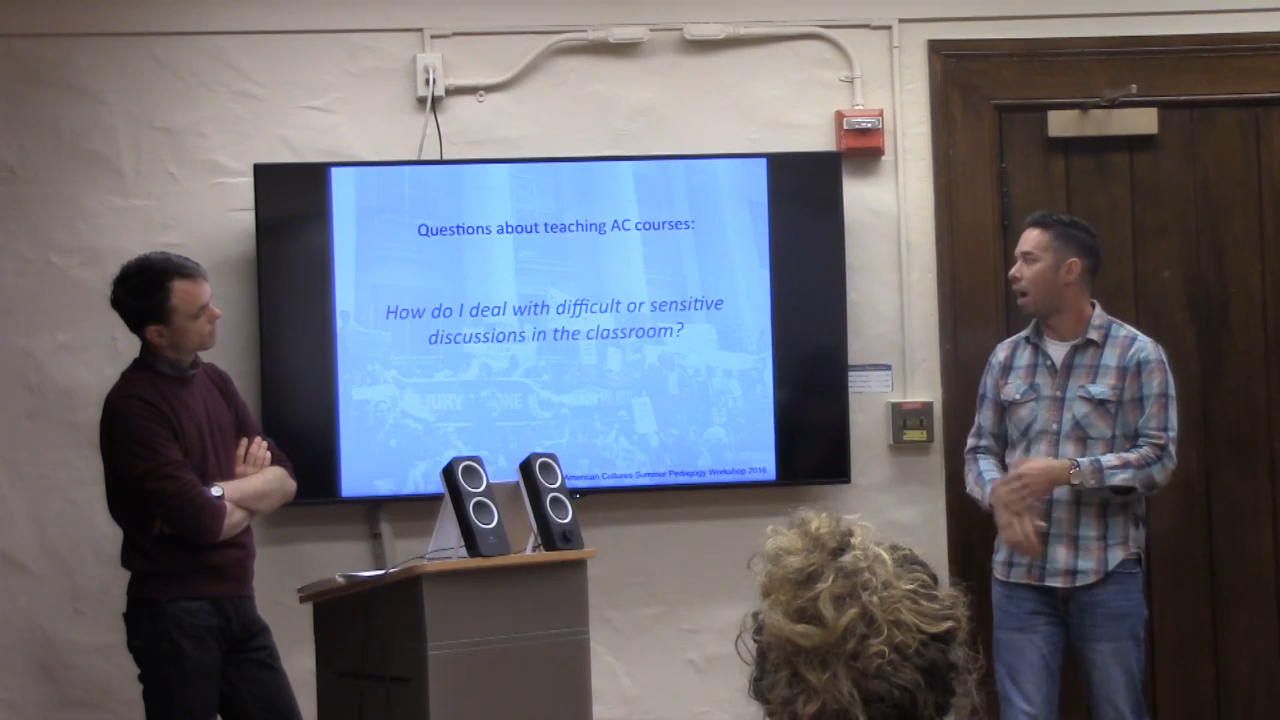 Questions about teaching AC courses:
How do I deal with difficult or sensitive
discussions in the classroom?
American Cultures Summer Pedagogy Workshop 2016